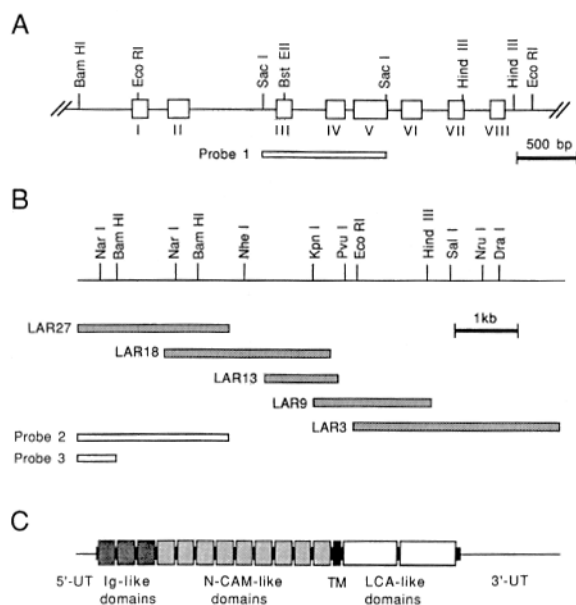 A
Bam HI
Eco RI
Sac I
Bst EII
Sac I
Hind III
Hind III
Eco RI
I II III IV V VI VII VIII
Probe 1
500 bp
B
Nar I
Bam HI
Nar I
Bam HI
Nhe I
Kpn I
Pvu I
Eco RI
Hind III
Sal I
Nru I
Dra I
LAR27
1kb
LAR18
LAR13
LAR9
LAR3
Probe 2
Probe 3
C
5'-UT Ig-like N-CAM-like TM LCA-like 3'-UT
domains domains domains